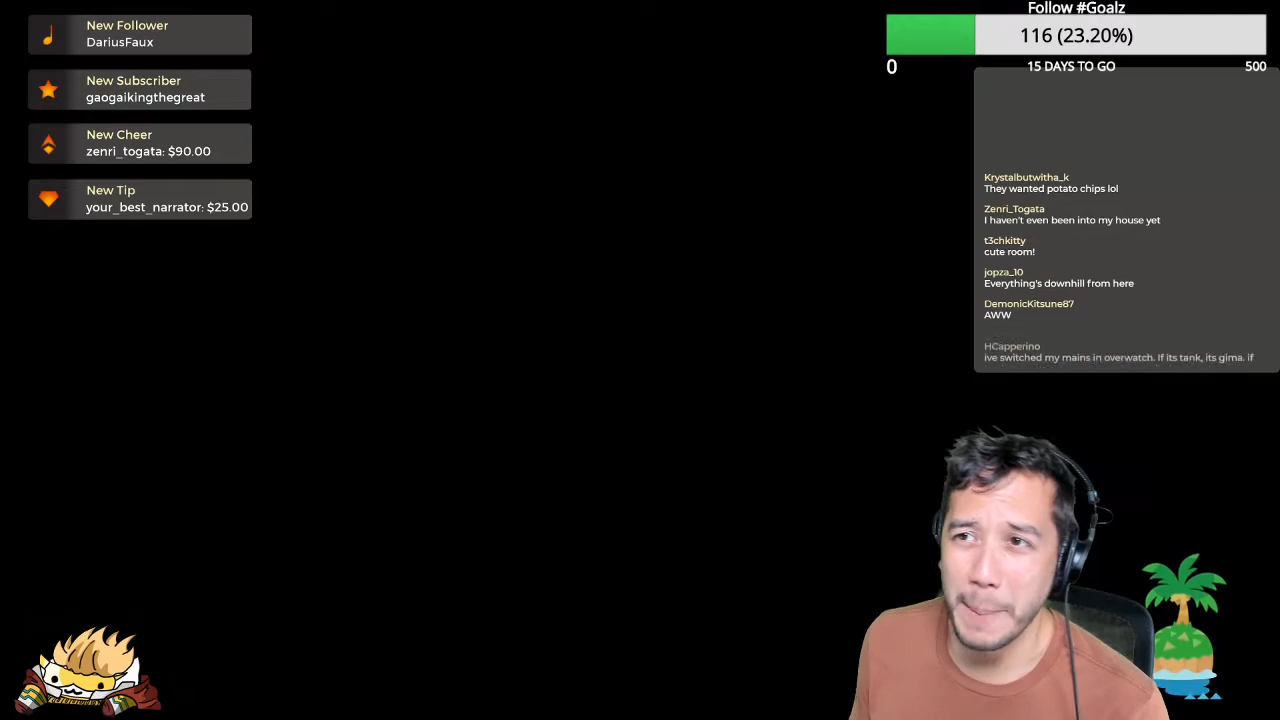 New Follower
DariusFaux
New Subscriber
gaogaikingthegreat
New Cheer
zenri_togata: $90.00
New Tip
your_best_narrator: $25.00
Follow #Goalz
116 (23.20%)
0
15 DAYS TO GO
500
Krystalbutwitha_k
They wanted potato chips lol
Zenri_Togata
I haven't even been into my house yet
t3chkitty
cute room!
jopza_10
Everything's downhill from here
DemonicKitsune87
AWW
HCapperino
ive switched my mains in overwatch. If its tank, its gima. if